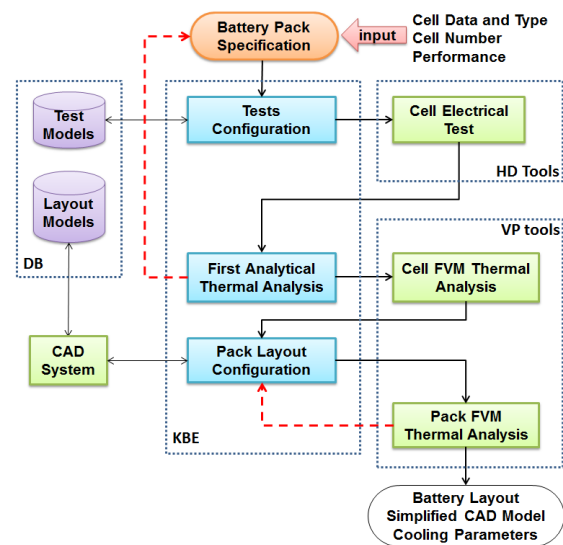 Battery Pack
Specification
input
Cell Data and Type
Cell Number
Performance
Test
Models
Tests
Configuration
Cell Electrical
Test
HD Tools
Layout
Models
DB
VP tools
First Analytical
Thermal Analysis
Cell FVM Thermal
Analysis
CAD
System
Pack Layout
Configuration
Pack FVM
Thermal Analysis
KBE
Battery Layout
Simplified CAD Model
Cooling Parameters